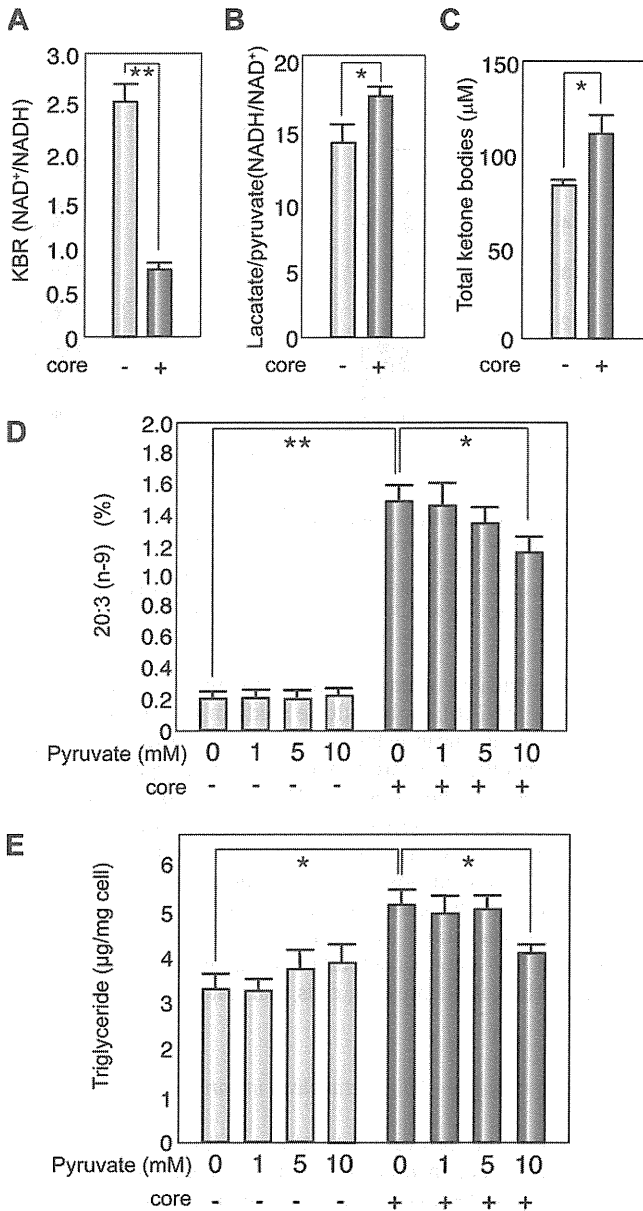 A
KBR (NAD+/NADH)
3.0
2.5
2.0
1.5
1.0
0.5
0
**
core - +
B
Lacatate/pyruvate(NADH/NAD+)
20
15
10
5
0
*
- +
C
Total ketone bodies (µM)
150
100
50
0
*
core - +
D
20:3 (n-9) (%)
2.0
1.8
1.6
1.4
1.2
1.0
0.8
0.6
0.4
0.2
0
** *
Pyruvate (mM) 0 1 5 10 0 1 5 10
core - - - - + + + +
E
Triglyceride (µg/mg cell)
6
5
4
3
2
1
0
* *
Pyruvate (mM) 0 1 5 10 0 1 5 10
core - - - - + + + +